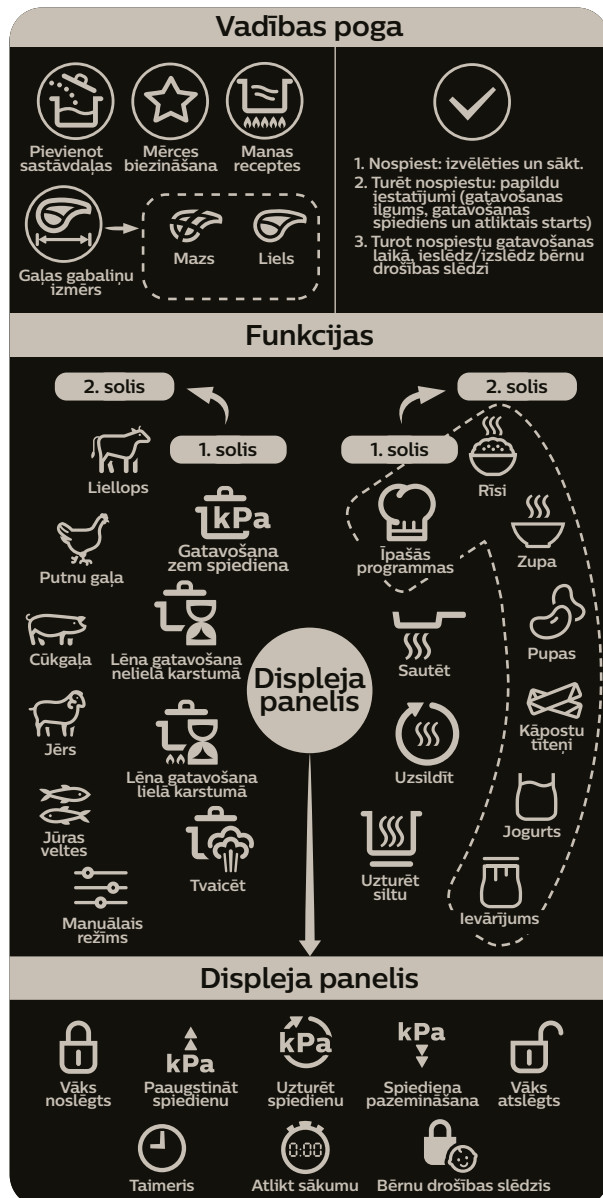 Vadības poga
Pievienot
sastāvdaļas
Mērces
biezināšana
Manas
receptes
Gaļas gabaliņu
izmērs
Mazs
Liels
1. Nospiest: izvēlēties un sākt.
2. Turēt nospiestu: papildu
iestatījumi (gatavošanas
ilgums, gatavošanas
spiediens un atliktais starts)
3. Turot nospiestu gatavošanas
laikā, ieslēdz/izslēdz bērnu
drošības slēdzi
Funkcijas
2. solis
1. solis
Liellops
Putnu gaļa
Cūkgaļa
Jērs
Jūras
veltes
Manuālais
režīms
kPa
Gatavošana
zem spiediena
Lēna gatavošana
nelielā karstumā
Lēna gatavošana
lielā karstumā
Tvaicēt
Displeja
panelis
1. solis
2. solis
Īpašās
programmas
Sautēt
Uzsildīt
Uzturēt
siltu
Rīsi
Zupa
Pupas
Kāpostu
tīteņi
Jogurts
Ievārījums
Displeja panelis
Vāks
noslēgts
kPa
Paaugstināt
spiedienu
kPa
Uzturēt
spiedienu
kPa
Spiediena
pazemināšana
Vāks
atslēgts
Taimeris
0:00
Atlikt sākumu
Bērnu drošības slēdzis